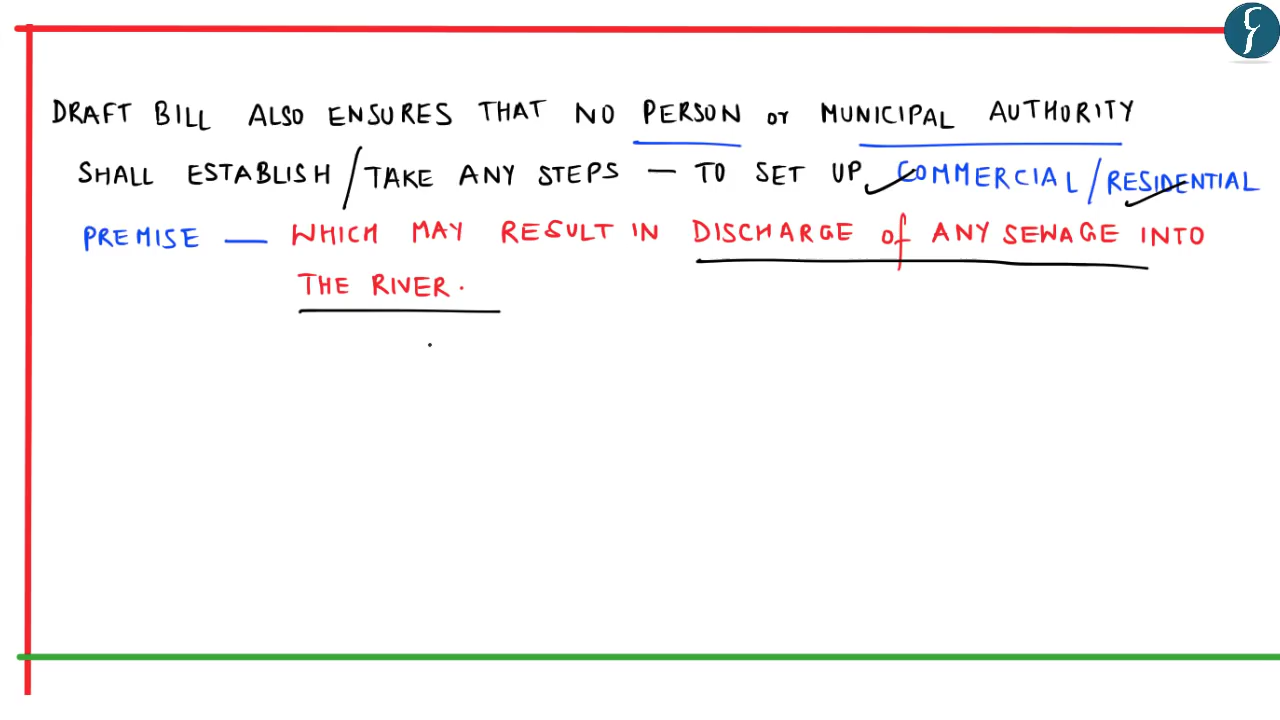 DRAFT BILL ALSO ENSURES THAT NO PERSON or MUNICIPAL AUTHORITY
SHALL ESTABLISH / TAKE ANY STEPS — TO SET UP COMMERCIAL / RESIDENTIAL
PREMISE — WHICH MAY RESULT IN DISCHARGE of ANY SEWAGE INTO
THE RIVER.